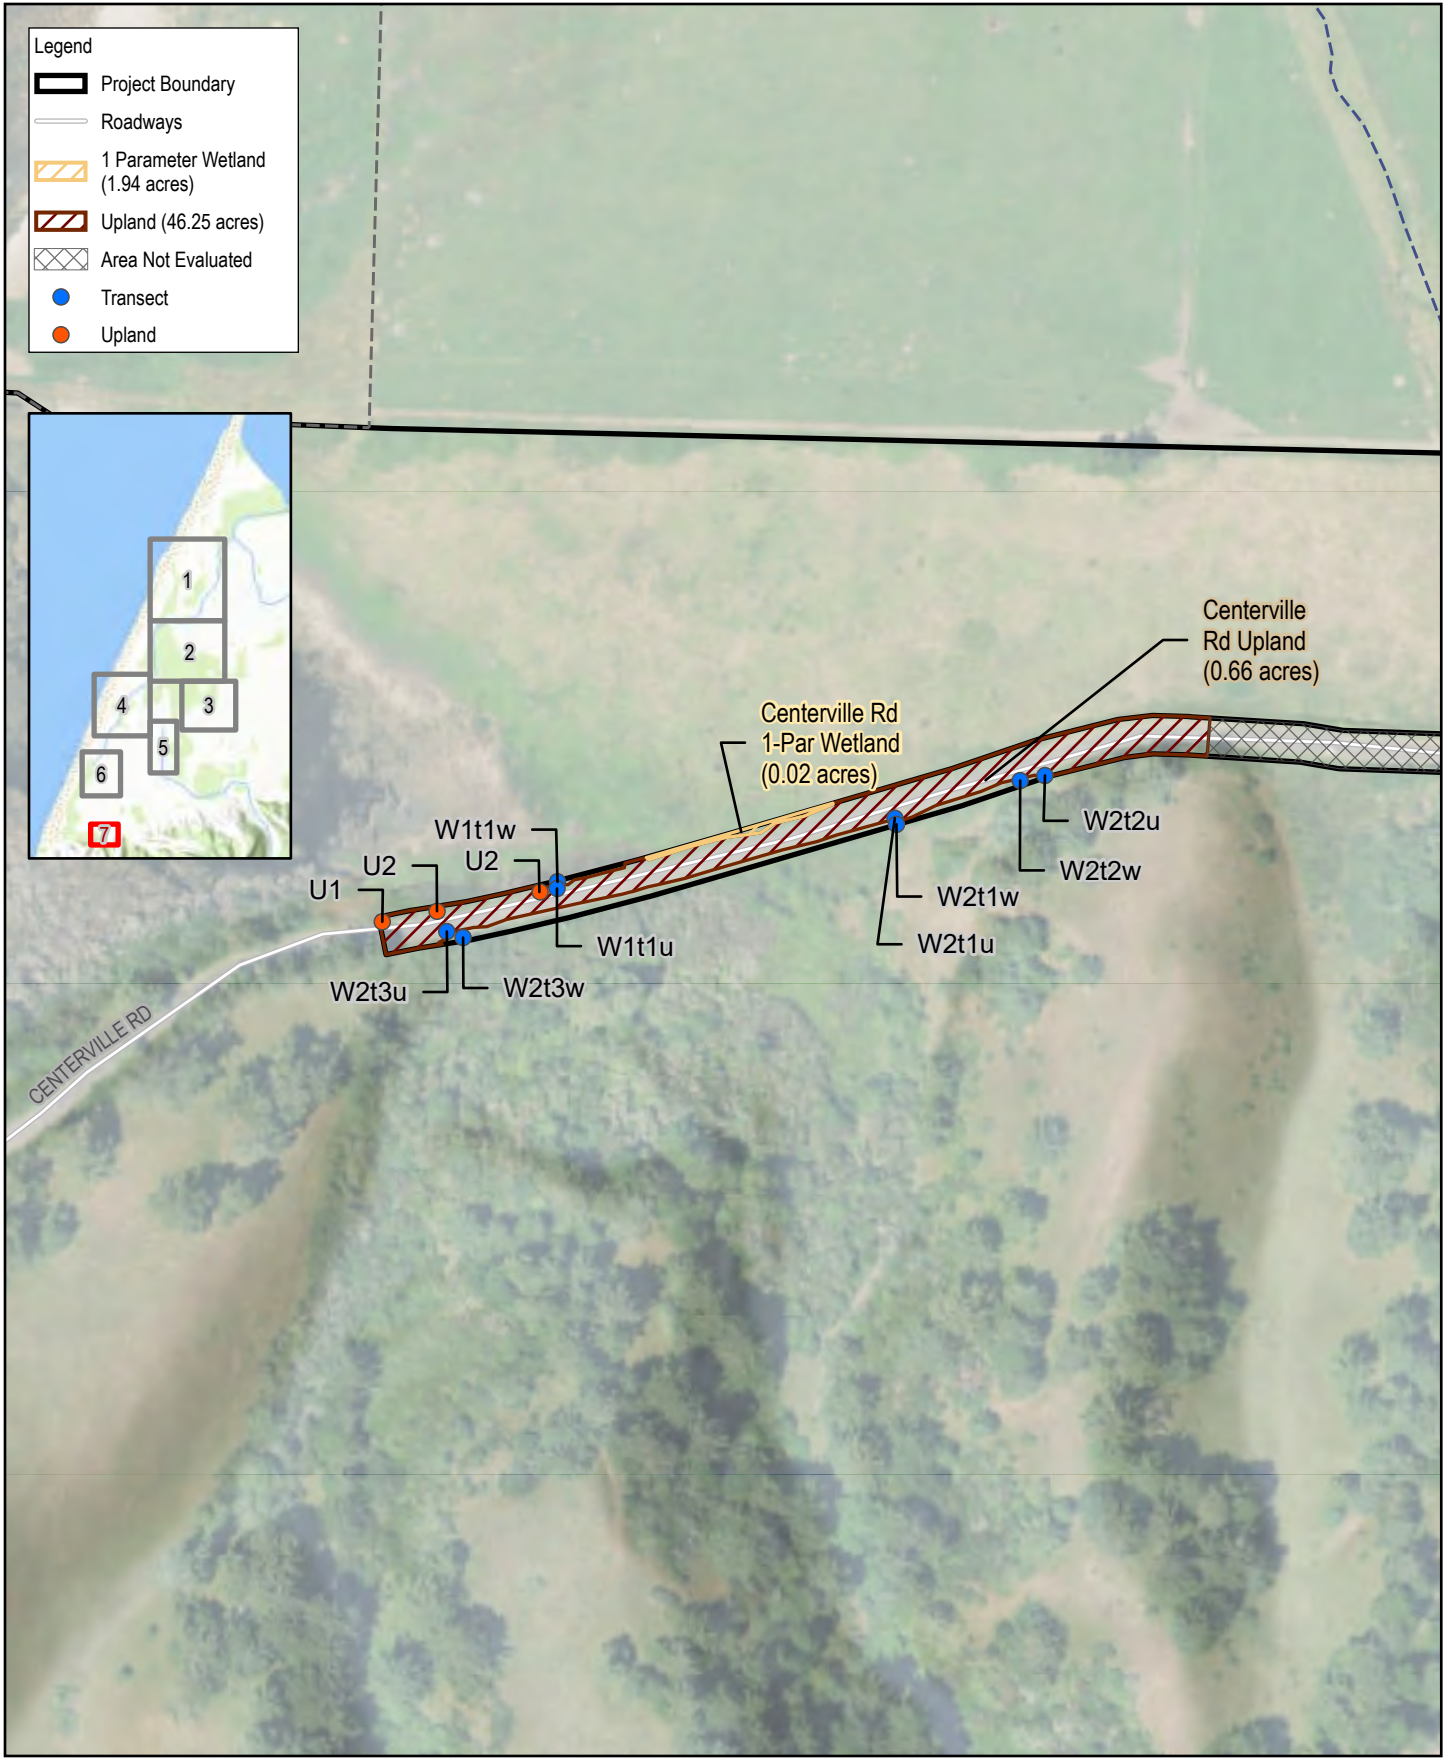 Legend
Project Boundary
Roadways
1 Parameter Wetland
(1.94 acres)
Upland (46.25 acres)
Area Not Evaluated
Transect
Upland
1
2
4
3
5
6
7
Centerville
Rd Upland
(0.66 acres)
Centerville Rd
1-Par Wetland
(0.02 acres)
W1t1w
U2
U2
U1
W2t2u
W2t2w
W2t1w
W2t1u
W1t1u
W2t3u
W2t3w
CENTERVILLE RD